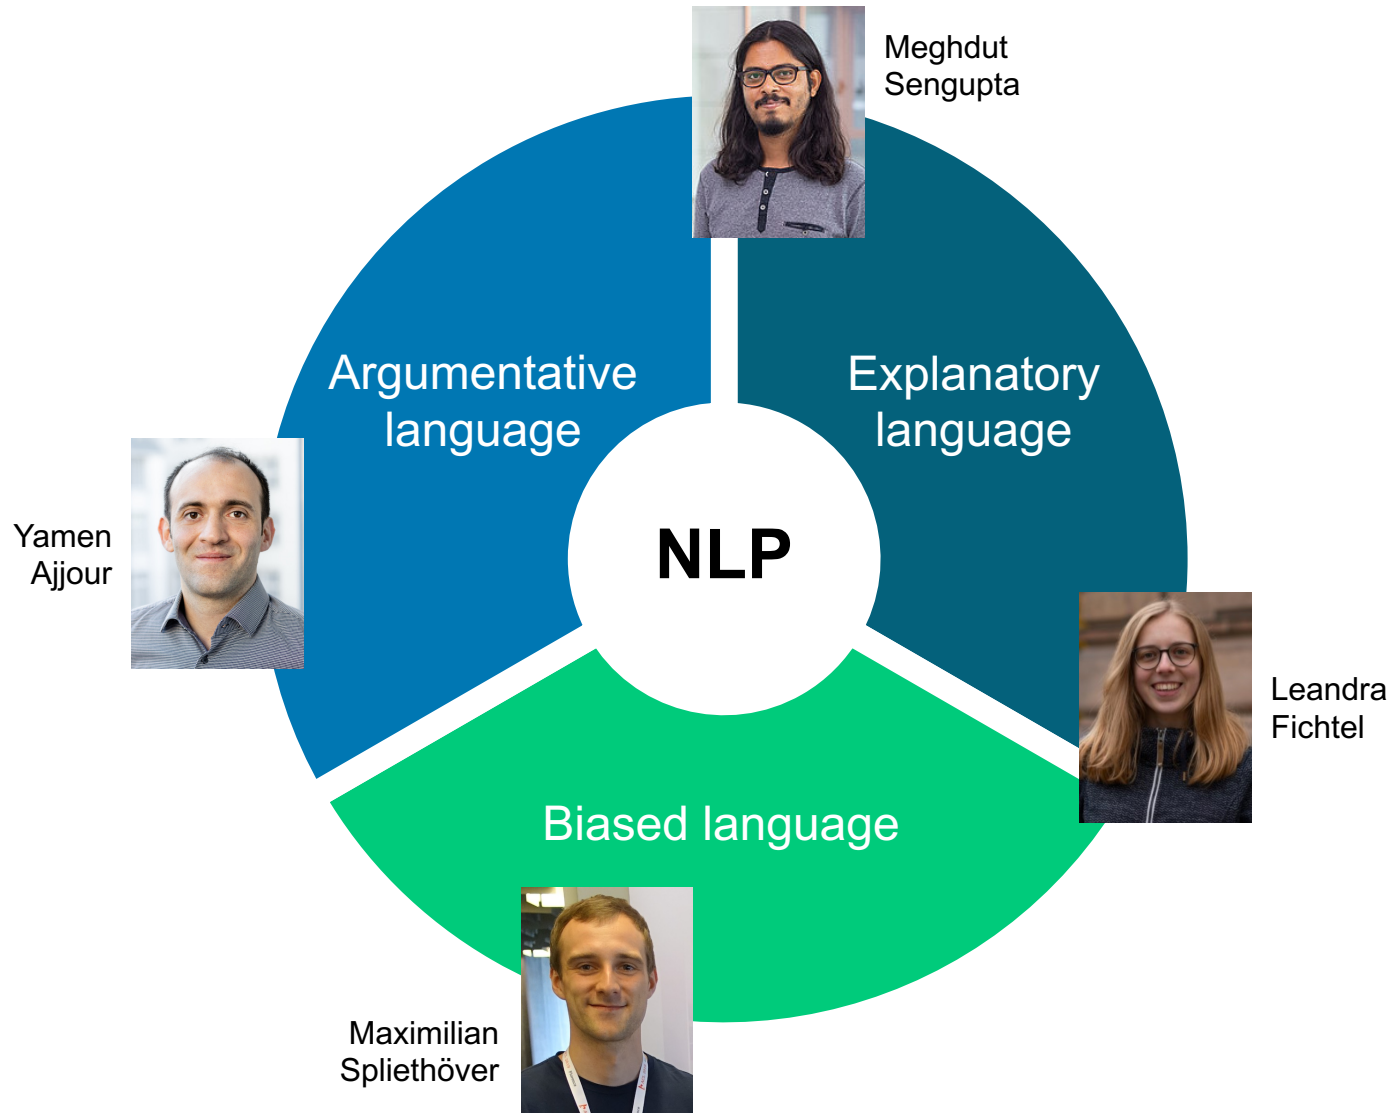 Meghdut
Sengupta
Argumentative
language
Explanatory
language
NLP
Yamen
Ajjour
Leandra
Fichtel
Biased language
Maximilian
Spliethöver